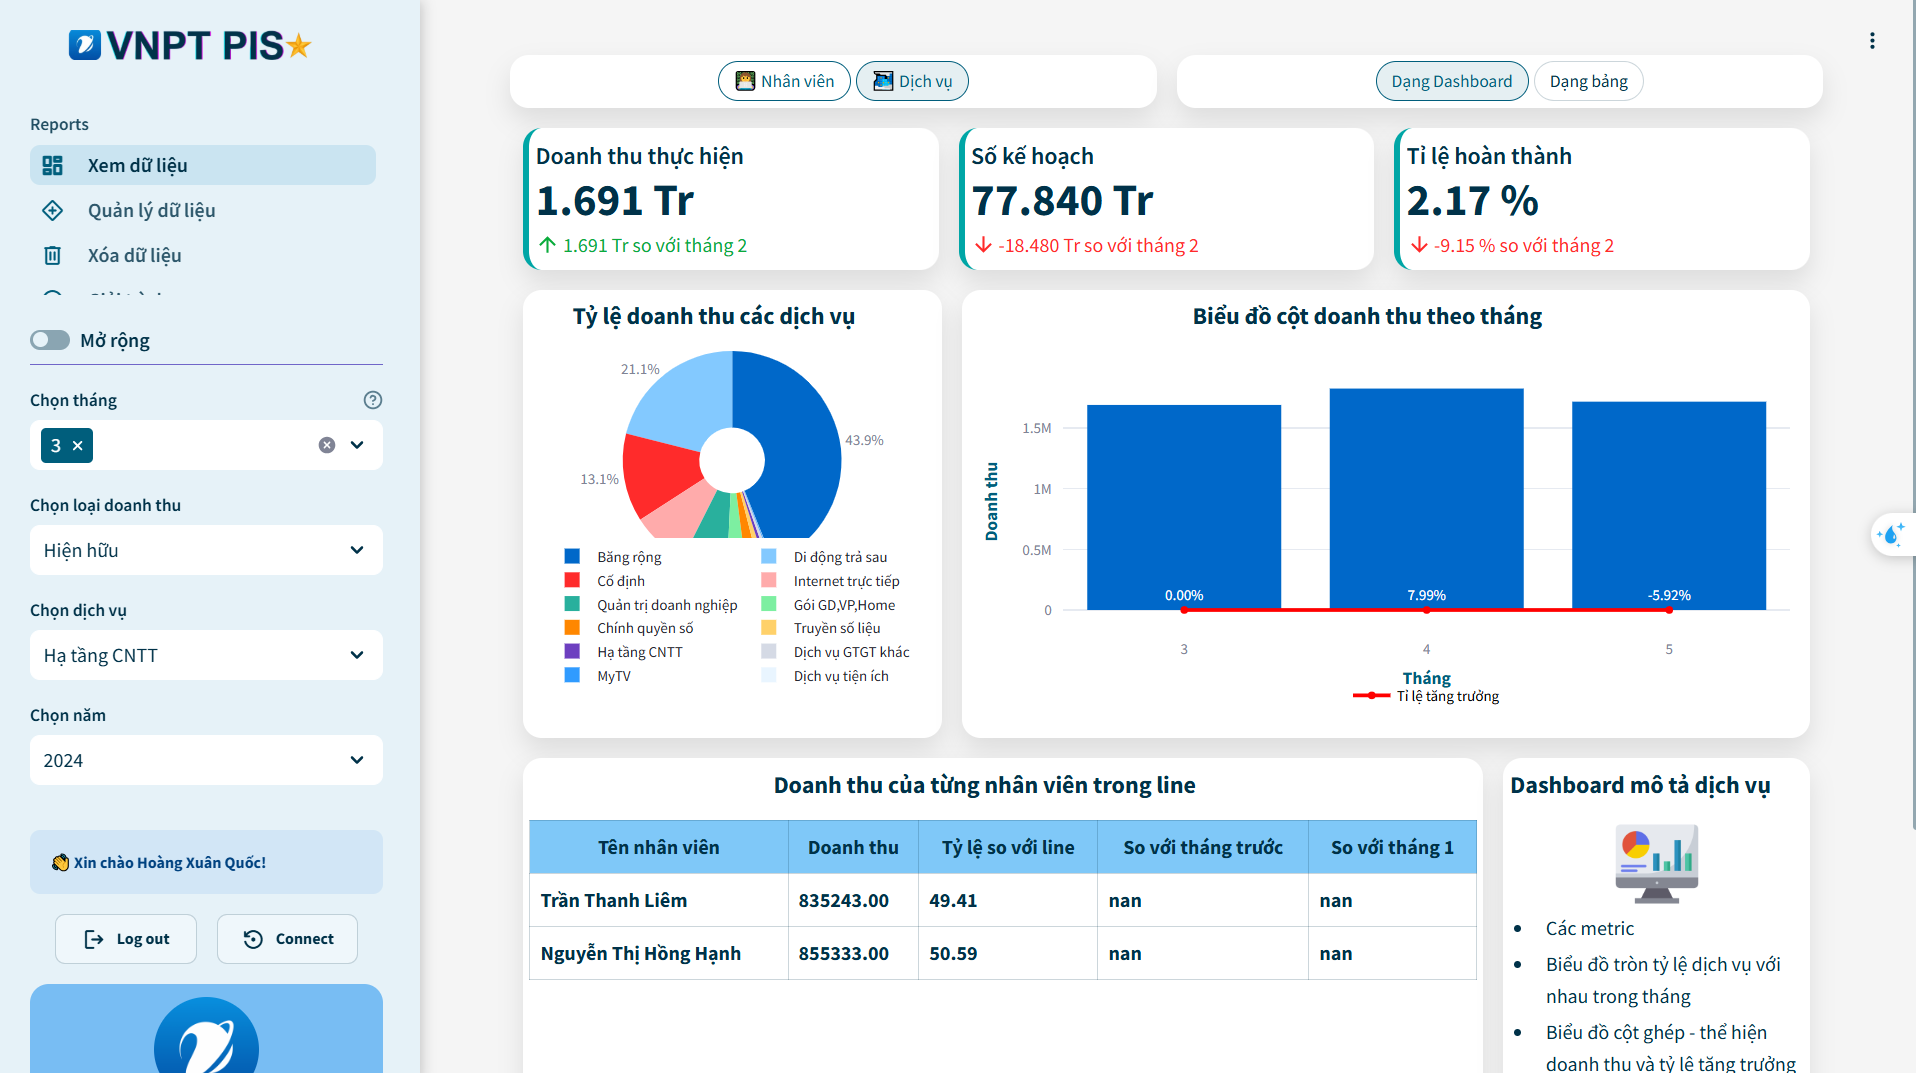 VNPT PIS
Reports
Xem dữ liệu
Quản lý dữ liệu
Xóa dữ liệu
Mở rộng
Chọn tháng
3
Chọn loại doanh thu
Hiện hữu
Chọn dịch vụ
Hạ tầng CNTT
Chọn năm
2024
Xin chào Hoàng Xuân Quốc!
Log out
Connect
Nhân viên
Dịch vụ
Dạng Dashboard
Dạng bảng
Doanh thu thực hiện
1.691 Tr
1.691 Tr so với tháng 2
Số kế hoạch
77.840 Tr
-18.480 Tr so với tháng 2
Tỉ lệ hoàn thành
2.17 %
-9.15 % so với tháng 2
Tỷ lệ doanh thu các dịch vụ
21.1%
43.9%
13.1%
Băng rộng
Di động trả sau
Cố định
Internet trực tiếp
Quản trị doanh nghiệp
Gói GD,VP,Home
Chính quyền số
Truyền số liệu
Hạ tầng CNTT
Dịch vụ GTGT khác
MyTV
Dịch vụ tiện ích
Biểu đồ cột doanh thu theo tháng
Doanh thu
1.5M
1M
0.5M
0
0.00%
7.99%
-5.92%
3
4
5
Tháng
Tỉ lệ tăng trưởng
Doanh thu của từng nhân viên trong line
Tên nhân viên Doanh thu Tỷ lệ so với line So với tháng trước So với tháng 1
Trần Thanh Liêm 835243.00 49.41 nan nan
Nguyễn Thị Hồng Hạnh 855333.00 50.59 nan nan
Dashboard mô tả dịch vụ
Các metric
Biểu đồ tròn tỷ lệ dịch vụ với
nhau trong tháng
Biểu đồ cột ghép - thể hiện
doanh thu và tỷ lệ tăng trưởng